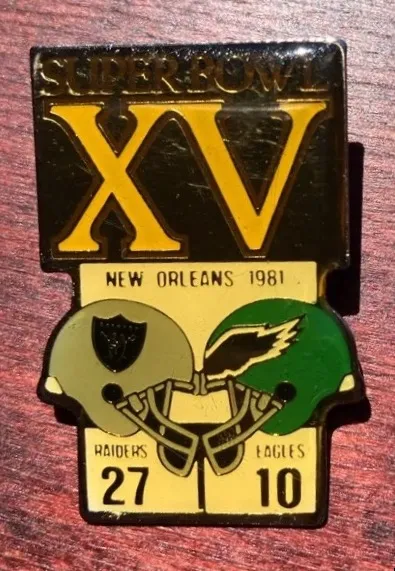 SUPER BOWL
XV
NEW ORLEANS 1981
RAIDERS EAGLES
27 10